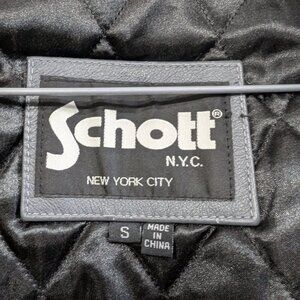 Schott®
N.Y.C.
NEW YORK CITY
S
MADE
IN
CHINA